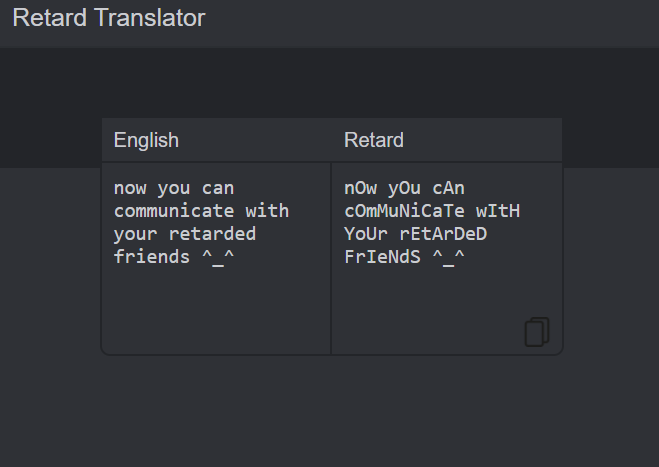 Retard Translator
English Retard
now you can nOw yOu cAn
communicate with cOmMuNiCaTe wItH
your retarded YoUr rEtArDeD
friends ^_^ FrIeNdS ^_^